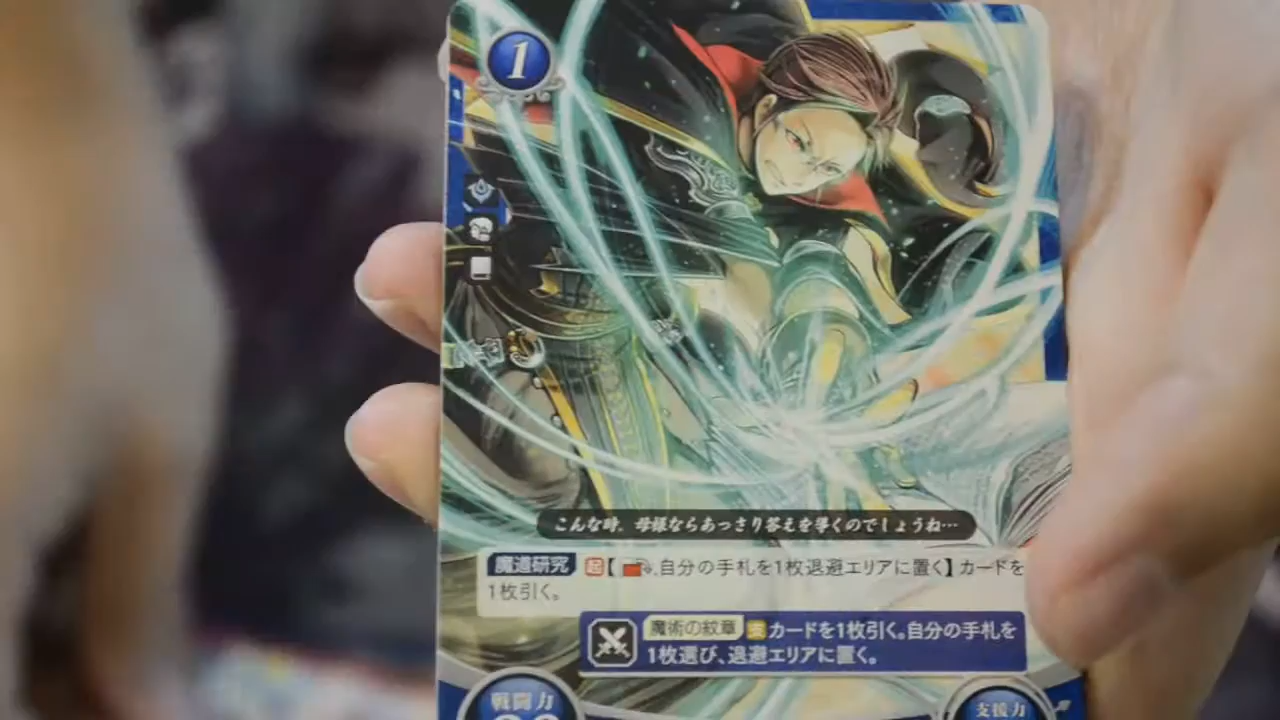 1
こんな時、母様ならあっさり答えを導くのでしょうね…
魔道研究 起【 自分の手札を1枚退避エリアに置く】カードを
1枚引く。
魔術の紋章 支 カードを1枚引く。自分の手札を
1枚選び、退避エリアに置く。
戦闘力
支援力